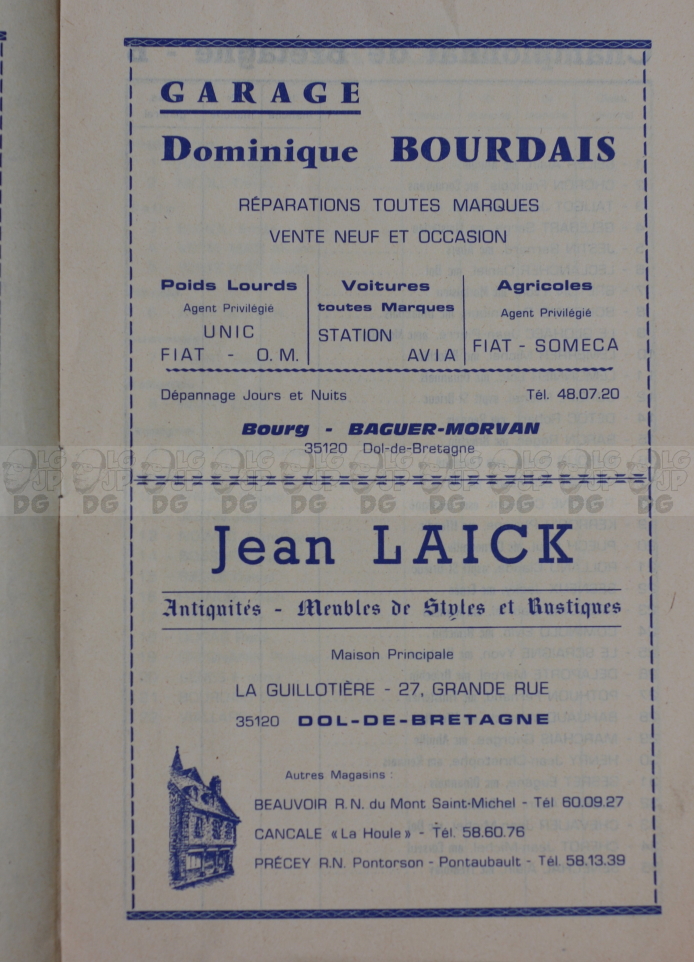 GARAGE
Dominique BOURDAIS
RÉPARATIONS TOUTES MARQUES
VENTE NEUF ET OCCASION
Poids Lourds
Agent Privilégié
UNIC
FIAT - O.M.
Voitures
toutes Marques
STATION
AVIA
Agricoles
Agent Privilégié
FIAT - SOMECA
Dépannage Jours et Nuits Tél. 48.07.20
Bourg - BAGUER-MORVAN
35120 Dol-de-Bretagne
Jean LAICK
Antiquités - Meubles de Styles et Rustiques
Maison Principale
LA GUILLOTIÈRE - 27, GRANDE RUE
35120 DOL-DE-BRETAGNE
Autres Magasins :
BEAUVOIR R.N. du Mont Saint-Michel - Tél 60.09.27
CANCALE « La Houle » - Tél. 58.60.76
PRÉCEY R.N. Pontorson - Pontaubault - Tél. 58.13.39